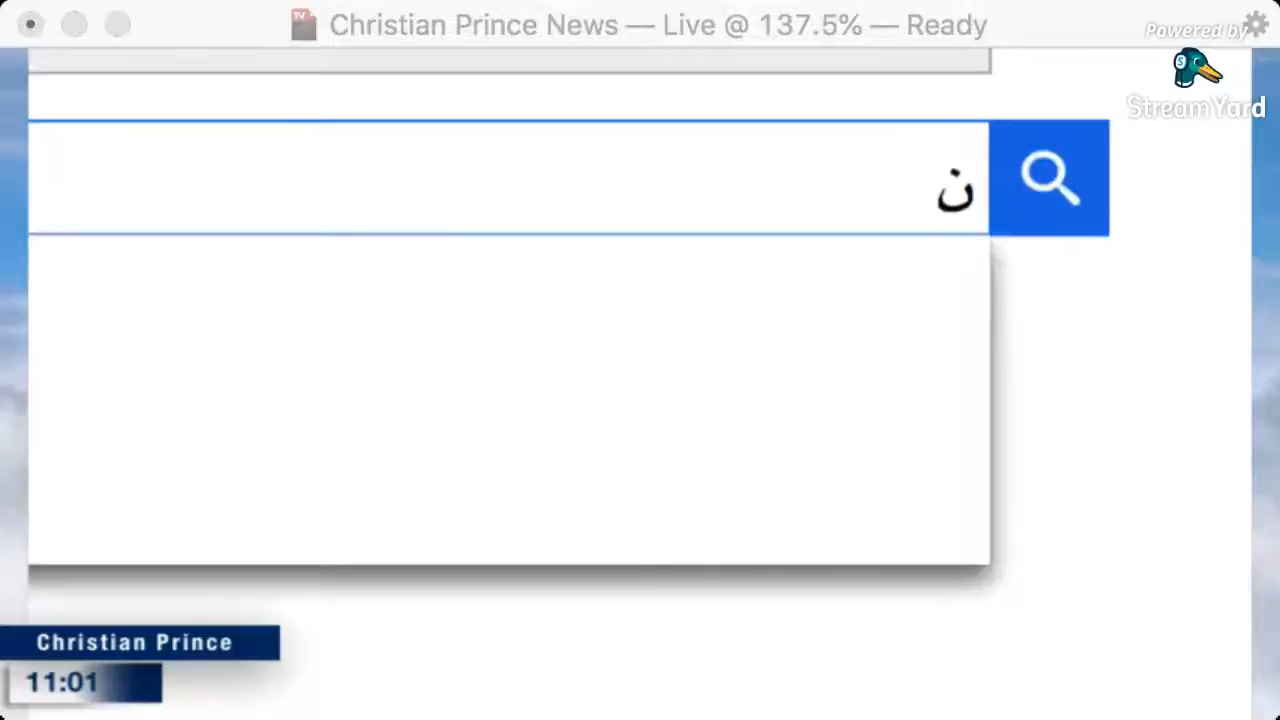 Christian Prince News — Live @ 137.5% — Ready
Powered by
StreamYard
ن
Christian Prince
11:01